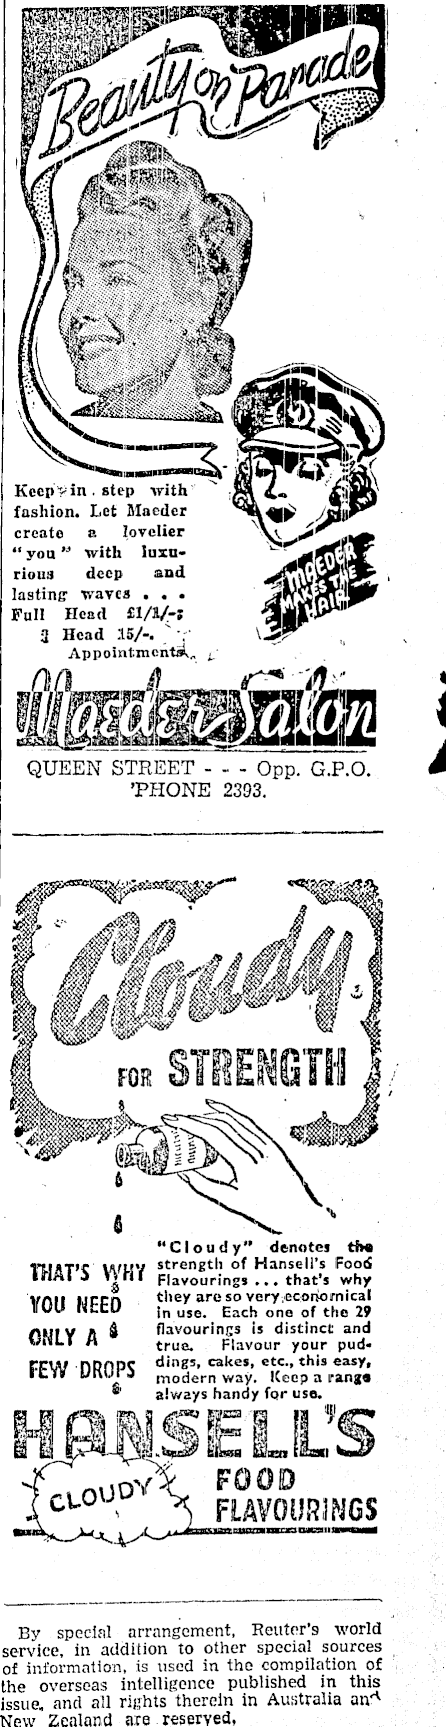 Beauty on Parade
Keep in step with
fashion. Let Maeder
create a lovelier
"you" with luxu-
rious deep and
lasting waves . . .
Full Head £1/1/-;
Head 15/-.
Appointments
MAEDER
MAKES THE
HAIR
Maeder Salon
QUEEN STREET - - - Opp. G.P.O.
'PHONE 2393.
Cloudy
FOR STRENGTH
THAT'S WHY
YOU NEED
ONLY A
FEW DROPS
"Cloudy" denotes the
strength of Hansell's Food
Flavourings ... that's why
they are so very economical
in use. Each one of the 29
flavourings is distinct and
true. Flavour your pud-
dings, cakes, etc., this easy,
modern way. Keep a range
always handy for use.
HANSELL'S
CLOUDY
FOOD
FLAVOURINGS
By special arrangement, Reuter's world
service, in addition to other special sources
of information, is used in the compilation of
the overseas intelligence published in this
issue, and all rights therein in Australia and
New Zealand are reserved.